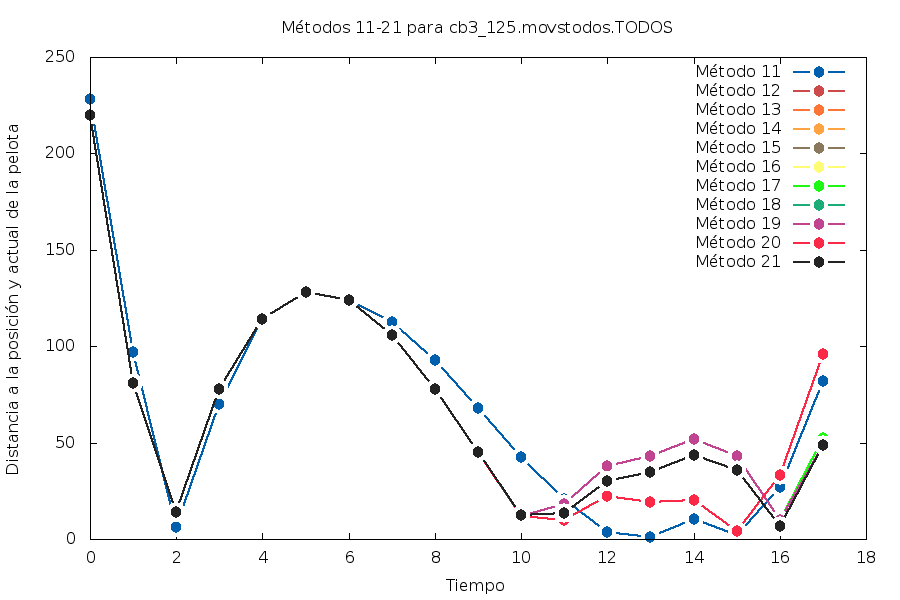 Métodos 11-21 para cb3_125.movstodos.TODOS
Distancia a la posición y actual de la pelota
250
200
150
100
50
0
Método 11
Método 12
Método 13
Método 14
Método 15
Método 16
Método 17
Método 18
Método 19
Método 20
Método 21
0 2 4 6 8 10 12 14 16 18
Tiempo